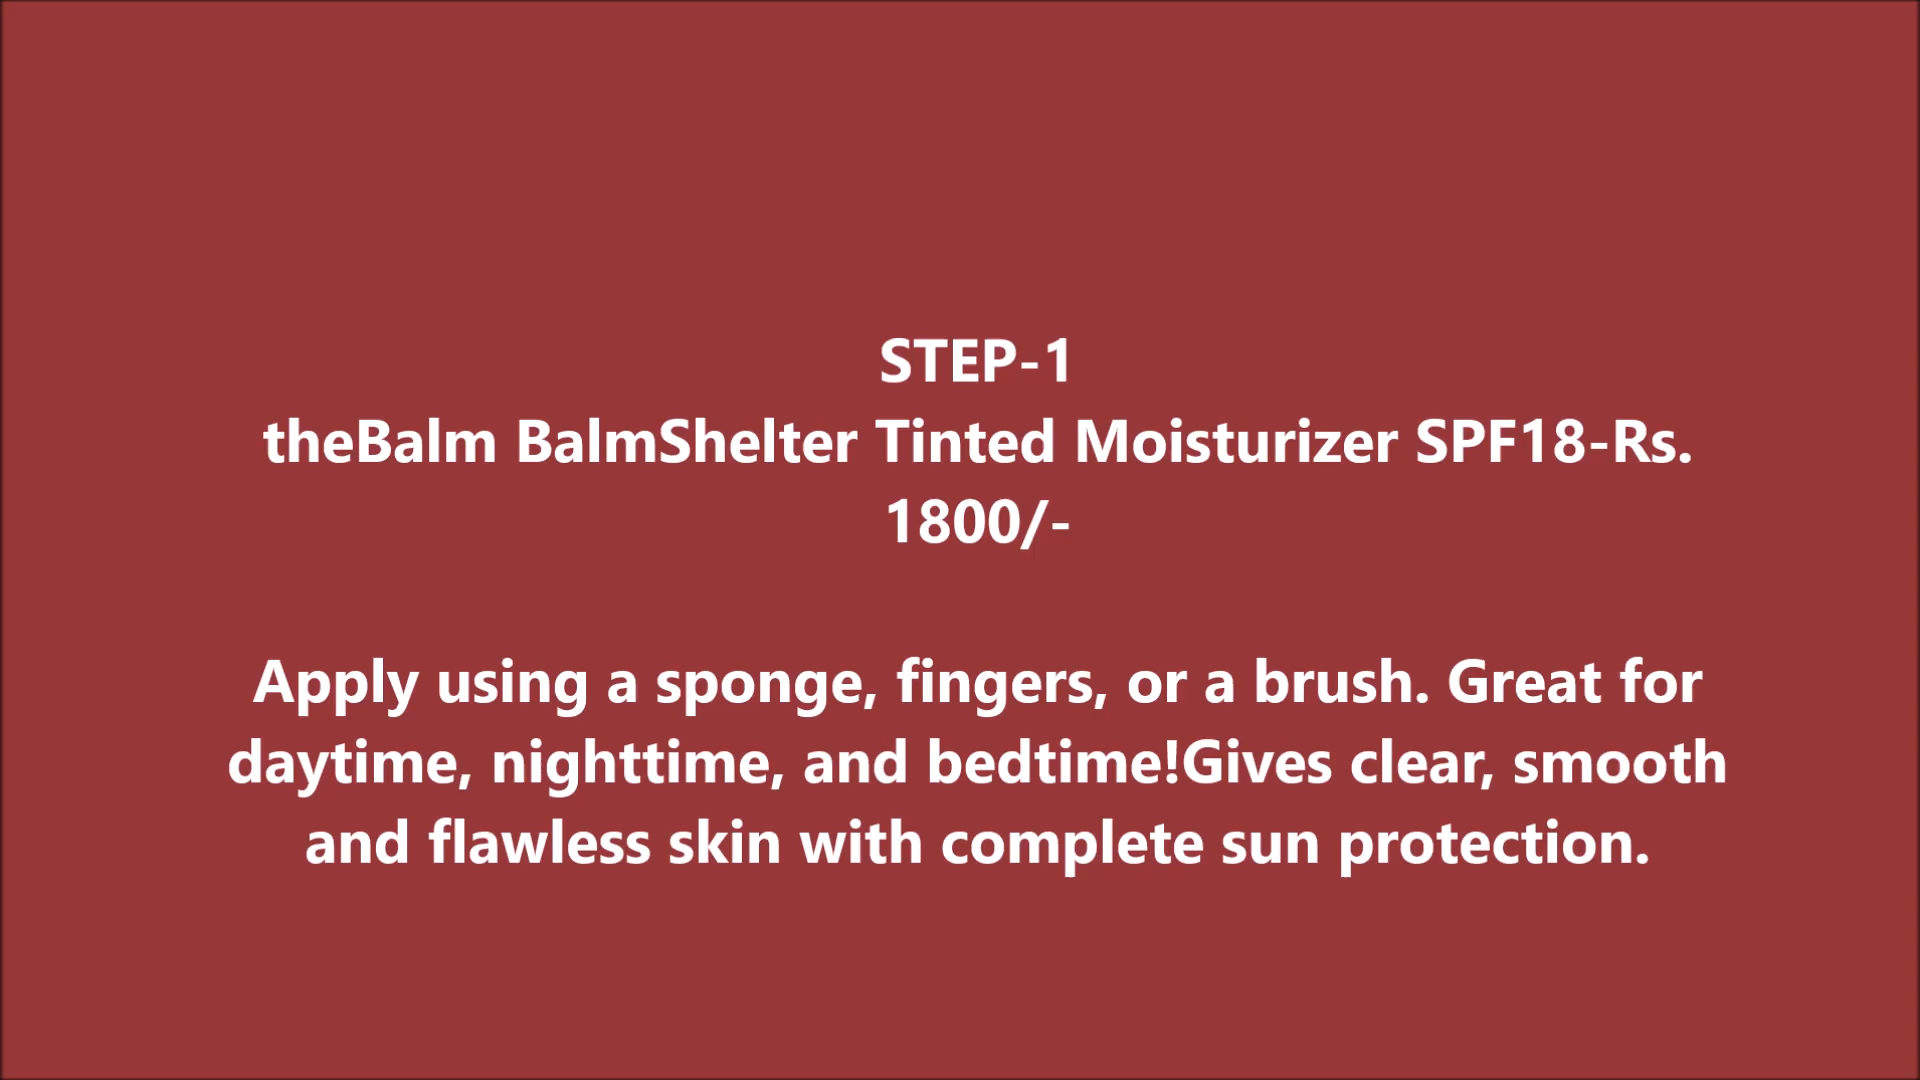 STEP-1
theBalm BalmShelter Tinted Moisturizer SPF18-Rs.
1800/-
Apply using a sponge, fingers, or a brush. Great for
daytime, nighttime, and bedtime!Gives clear, smooth
and flawless skin with complete sun protection.